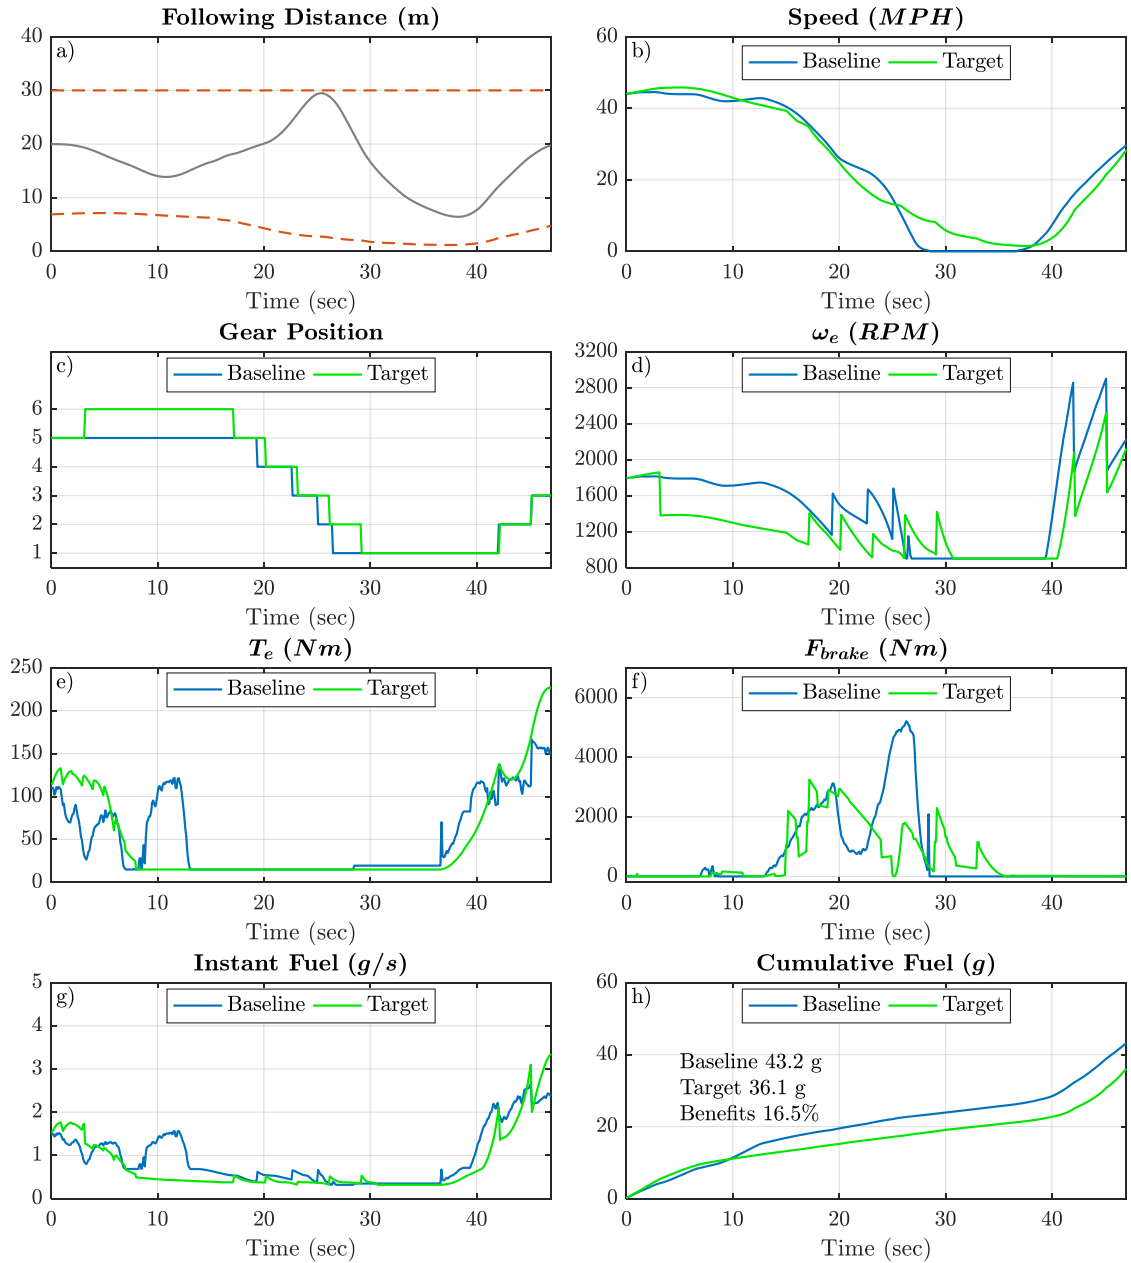 Following Distance (m)
a)
40
30
20
10
0
0 10 20 30 40
Time (sec)
Speed (MPH)
b)
Baseline Target
60
40
20
0
0 10 20 30 40
Time (sec)
Gear Position
c)
Baseline Target
6
5
4
3
2
1
0 10 20 30 40
Time (sec)
ωe (RPM)
d)
Baseline Target
3200
2800
2400
2000
1600
1200
800
0 10 20 30 40
Time (sec)
Te (Nm)
e)
Baseline Target
250
200
150
100
50
0
0 10 20 30 40
Time (sec)
Fbrake (Nm)
f)
Baseline Target
6000
4000
2000
0
0 10 20 30 40
Time (sec)
Instant Fuel (g/s)
g)
Baseline Target
5
4
3
2
1
0
0 10 20 30 40
Time (sec)
Cumulative Fuel (g)
h)
Baseline Target
60
40
20
0
Baseline 43.2 g
Target 36.1 g
Benefits 16.5%
0 10 20 30 40
Time (sec)